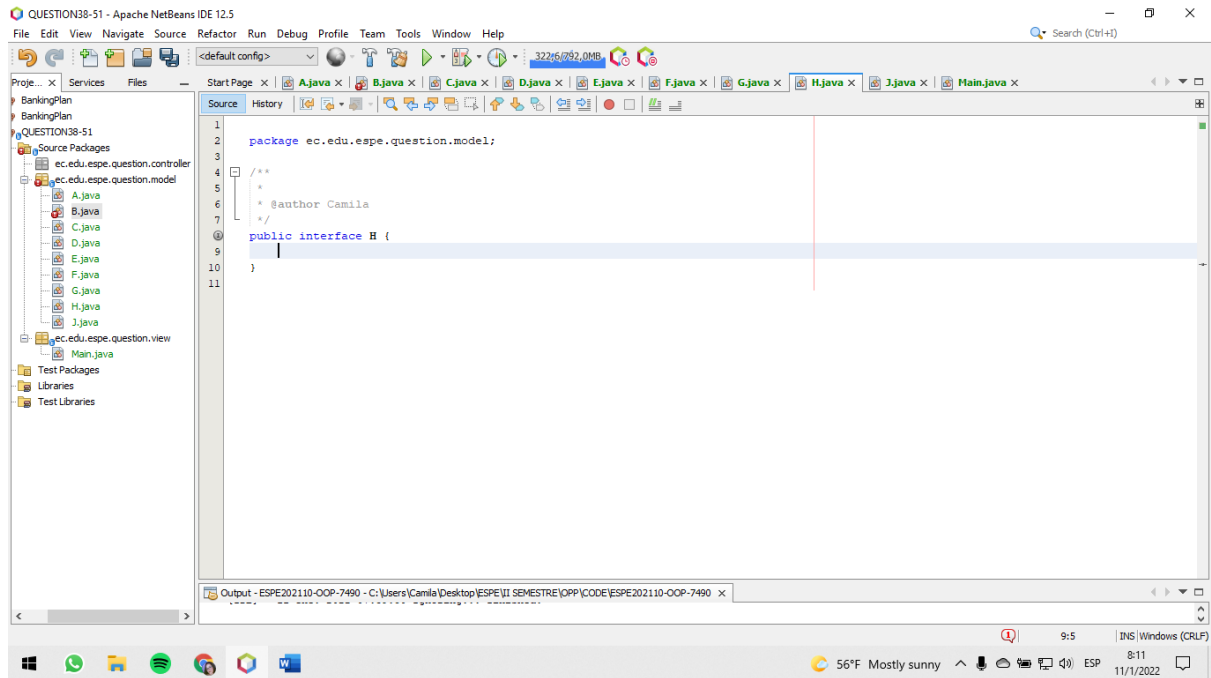 QUESTION38-51 - Apache NetBeans IDE 12.5
File Edit View Navigate Source Refactor Run Debug Profile Team Tools Window Help
Search (Ctrl+I)
<default config>
322,6/792,0MB
Proje... Services Files
Start Page A.java B.java C.java D.java E.java F.java G.java H.java J.java Main.java
Source History
BankingPlan
BankingPlan
QUESTION38-51
Source Packages
ec.edu.espe.question.controller
ec.edu.espe.question.model
A.java
B.java
C.java
D.java
E.java
F.java
G.java
H.java
J.java
ec.edu.espe.question.view
Main.java
Test Packages
Libraries
Test Libraries
1
2 package ec.edu.espe.question.model;
3
4 /**
5 *
6 * @author Camila
7 */
public interface H {
9
10 }
11
Output - ESPE202110-OOP-7490 - C:\Users\Camila\Desktop\ESPE\II SEMESTRE\OPP\CODE\ESPE202110-OOP-7490
1 9:5 INS Windows (CRLF)
56°F Mostly sunny ESP 8:11
11/1/2022